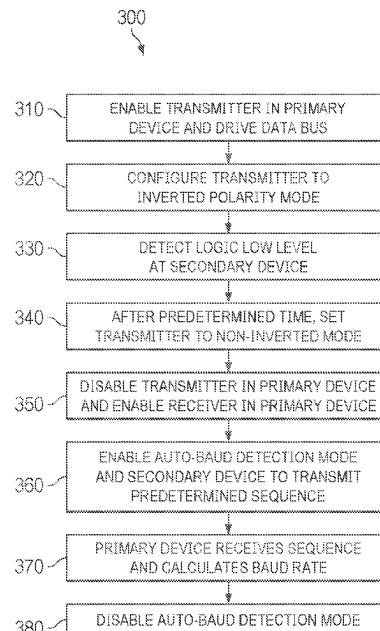 300
310
ENABLE TRANSMITTER IN PRIMARY
DEVICE AND DRIVE DATA BUS
320
CONFIGURE TRANSMITTER TO
INVERTED POLARITY MODE
330
DETECT LOGIC LOW LEVEL
AT SECONDARY DEVICE
340
AFTER PREDETERMINED TIME, SET
TRANSMITTER TO NON-INVERTED MODE
350
DISABLE TRANSMITTER IN PRIMARY DEVICE
AND ENABLE RECEIVER IN PRIMARY DEVICE
360
ENABLE AUTO-BAUD DETECTION MODE
AND SECONDARY DEVICE TO TRANSMIT
PREDETERMINED SEQUENCE
370
PRIMARY DEVICE RECEIVES SEQUENCE
AND CALCULATES BAUD RATE
380
DISABLE AUTO-BAUD DETECTION MODE